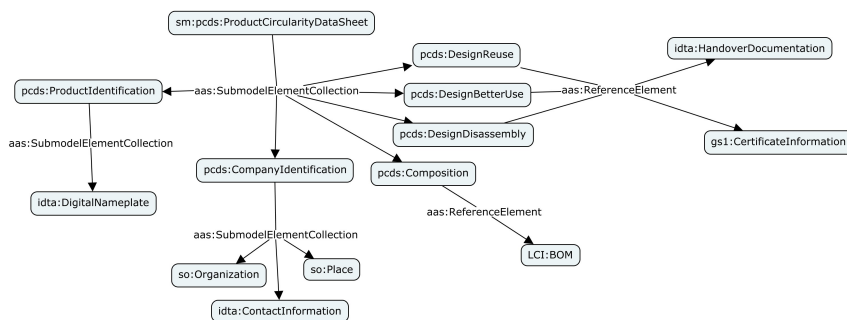 sm:pcds:ProductCircularityDataSheet
pcds:DesignReuse
idta:HandoverDocumentation
pcds:ProductIdentification
aas:SubmodelElementCollection
pcds:DesignBetterUse
aas:ReferenceElement
pcds:DesignDisassembly
aas:SubmodelElementCollection
gs1:CertificateInformation
pcds:CompanyIdentification
pcds:Composition
idta:DigitalNameplate
aas:ReferenceElement
aas:SubmodelElementCollection
so:Organization
so:Place
LCI:BOM
idta:ContactInformation